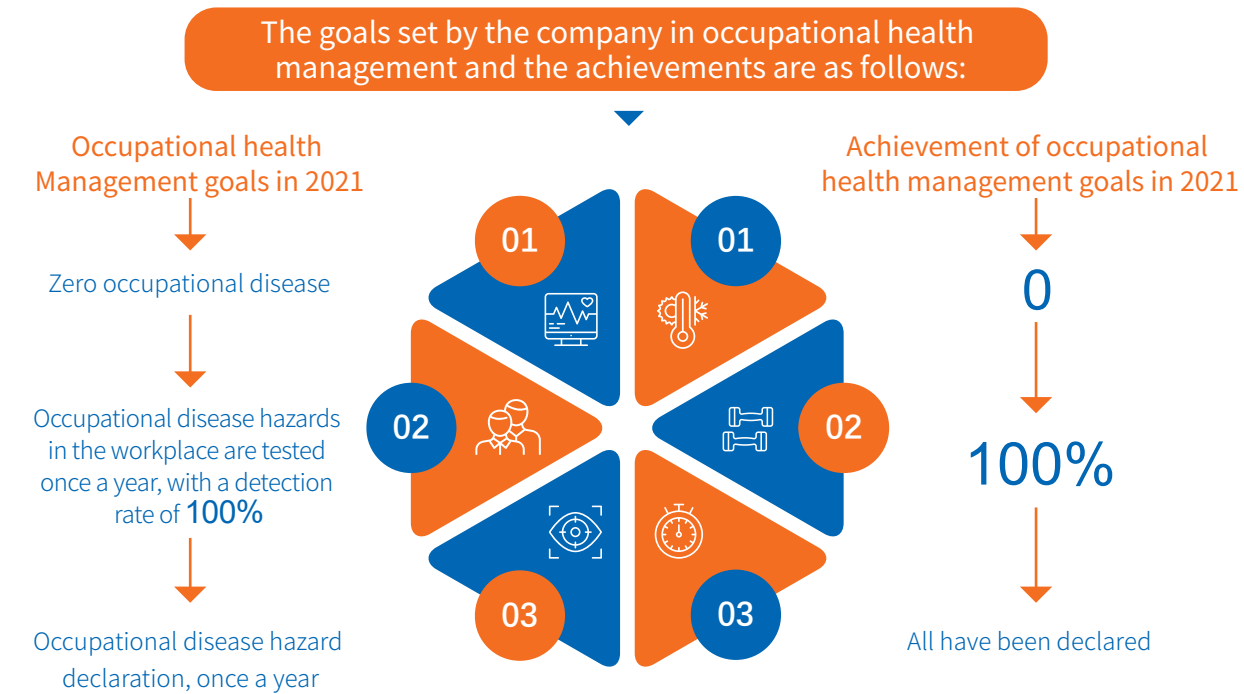 The goals set by the company in occupational health
management and the achievements are as follows:
Occupational health
Management goals in 2021
Zero occupational disease
Occupational disease hazards
in the workplace are tested
once a year, with a detection
rate of 100%
Occupational disease hazard
declaration, once a year
01
02
03
01
02
03
Achievement of occupational
health management goals in 2021
0
100%
All have been declared